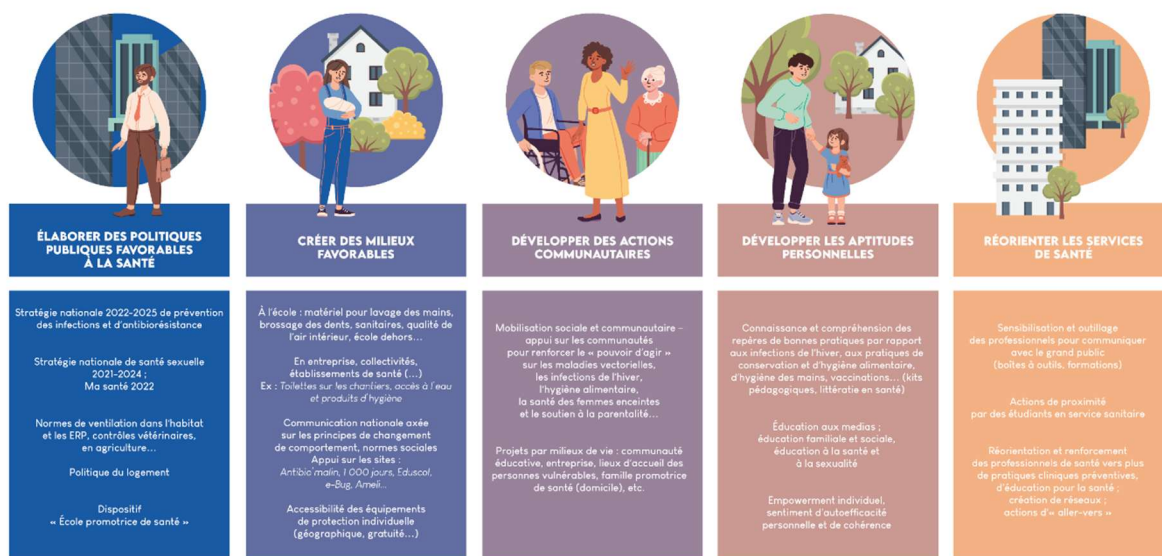 ÉLABORER DES POLITIQUES
PUBLIQUES FAVORABLES
À LA SANTÉ
Stratégie nationale 2022-2025 de prévention
des infections et d'antibiorésistance
Stratégie nationale de santé sexuelle
2021-2024 ;
Ma santé 2022
Normes de ventilation dans l'habitat
et les ERP, contrôles vétérinaires,
en agriculture...
Politique du logement
Dispositif
« École promotrice de santé »
CRÉER DES MILIEUX
FAVORABLES
À l'école : matériel pour lavage des mains,
brossage des dents, sanitaires, qualité de
l'air intérieur, école dehors...
En entreprise, collectivités,
établissements de santé (...)
Ex : Toilettes sur les chantiers, accès à l'eau
et produits d'hygiène
Communication nationale axée
sur les principes de changement
de comportement, normes sociales
Appui sur les sites :
Antibio'malin, 1 000 jours, Eduscol,
e-Bug, Ameli...
Accessibilité des équipements
de protection individuelle
(géographique, gratuité...)
DÉVELOPPER DES ACTIONS
COMMUNAUTAIRES
Mobilisation sociale et communautaire –
appui sur les communautés
pour renforcer le « pouvoir d'agir »
sur les maladies vectorielles,
les infections de l'hiver,
l'hygiène alimentaire,
la santé des femmes enceintes
et le soutien à la parentalité...
Projets par milieux de vie : communauté
éducative, entreprise, lieux d'accueil des
personnes vulnérables, famille promotrice
de santé (domicile), etc.
DÉVELOPPER LES APTITUDES
PERSONNELLES
Connaissance et compréhension des
repères de bonnes pratiques par rapport
aux infections de l'hiver, aux pratiques de
conservation et d'hygiène alimentaire,
d'hygiène des mains, vaccinations... (kits
pédagogiques, littératie en santé)
Éducation aux medias ;
éducation familiale et sociale,
éducation à la santé et
à la sexualité
Empowerment individuel,
sentiment d'autoefficacité
personnelle et de cohérence
RÉORIENTER LES SERVICES
DE SANTÉ
Sensibilisation et outillage
des professionnels pour communiquer
avec le grand public
(boîtes à outils, formations)
Actions de proximité
par des étudiants en service sanitaire
Réorientation et renforcement
des professionnels de santé vers plus
de pratiques cliniques préventives,
d'éducation pour la santé ;
création de réseaux ;
actions d'« aller-vers »